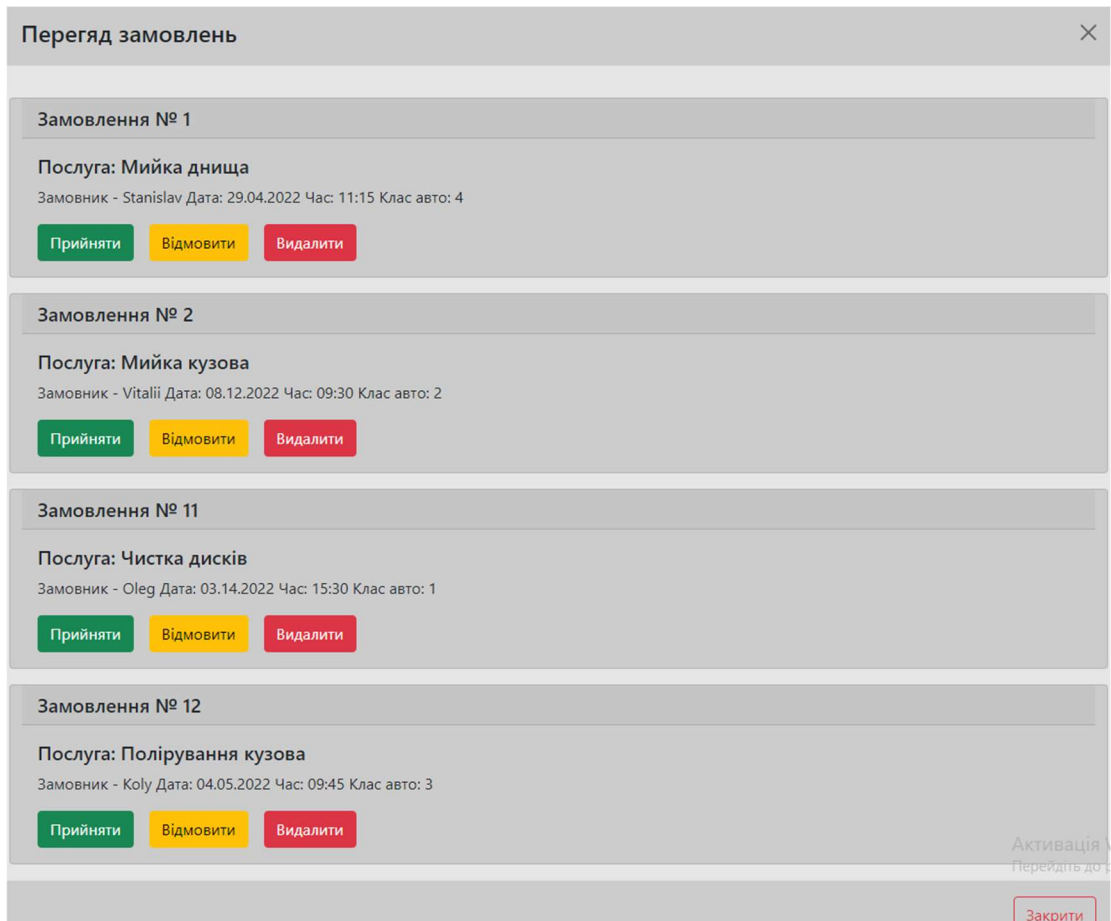 Перегяд замовлень
Замовлення № 1
Послуга: Мийка днища
Замовник - Stanislav Дата: 29.04.2022 Час: 11:15 Клас авто: 4
Прийняти Відмовити Видалити
Замовлення № 2
Послуга: Мийка кузова
Замовник - Vitalii Дата: 08.12.2022 Час: 09:30 Клас авто: 2
Прийняти Відмовити Видалити
Замовлення № 11
Послуга: Чистка дисків
Замовник - Oleg Дата: 03.14.2022 Час: 15:30 Клас авто: 1
Прийняти Відмовити Видалити
Замовлення № 12
Послуга: Полірування кузова
Замовник - Koly Дата: 04.05.2022 Час: 09:45 Клас авто: 3
Прийняти Відмовити Видалити
Активація
Перейдіть до
Закрити